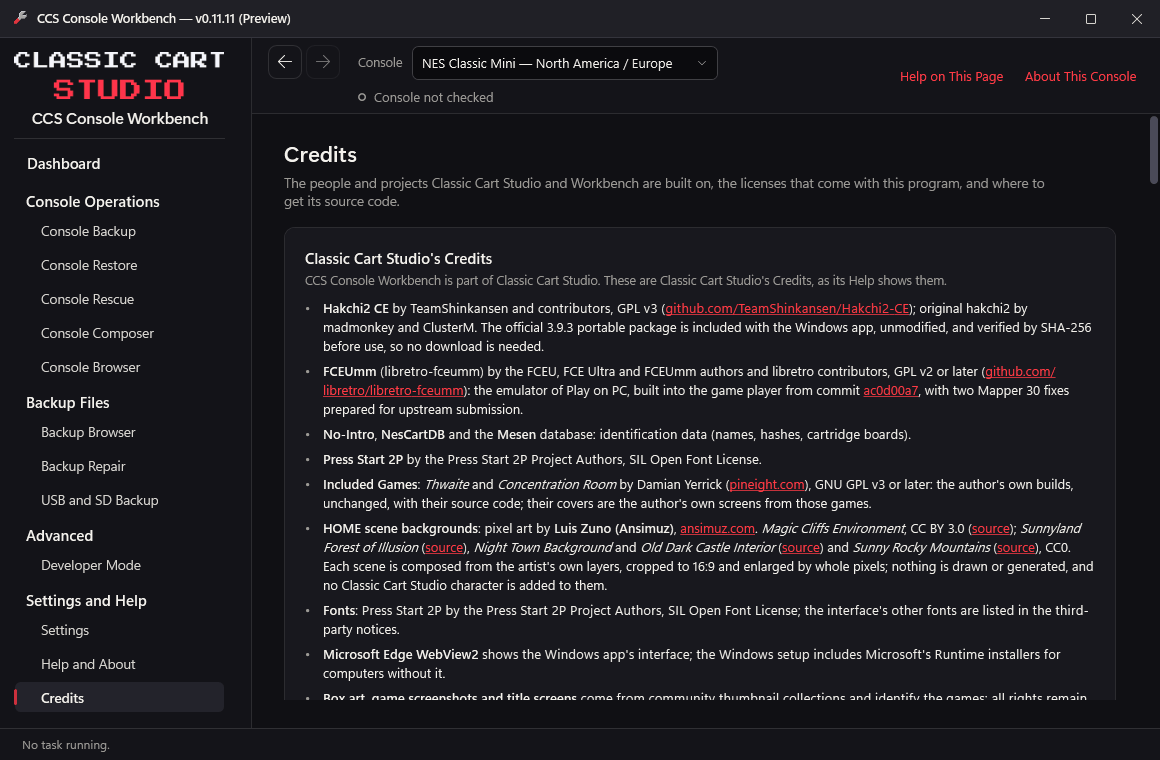 CCS Console Workbench — v0.11.11 (Preview)
CLASSIC CART
STUDIO
CCS Console Workbench
Dashboard
Console Operations
Console Backup
Console Restore
Console Rescue
Console Composer
Console Browser
Backup Files
Backup Browser
Backup Repair
USB and SD Backup
Advanced
Developer Mode
Settings and Help
Settings
Help and About
Credits
Console
NES Classic Mini — North America / Europe
Console not checked
Help on This Page
About This Console
Credits
The people and projects Classic Cart Studio and Workbench are built on, the licenses that come with this program, and where to
get its source code.
Classic Cart Studio's Credits
CCS Console Workbench is part of Classic Cart Studio. These are Classic Cart Studio's Credits, as its Help shows them.
• Hakchi2 CE by TeamShinkansen and contributors, GPL v3 (github.com/TeamShinkansen/Hakchi2-CE); original hakchi2 by
madmonkey and ClusterM. The official 3.9.3 portable package is included with the Windows app, unmodified, and verified by SHA-256
before use, so no download is needed.
• FCEUmm (libretro-fceumm) by the FCEU, FCE Ultra and FCEUmm authors and libretro contributors, GPL v2 or later (github.com/
libretro/libretro-fceumm): the emulator of Play on PC, built into the game player from commit ac0d00a7, with two Mapper 30 fixes
prepared for upstream submission.
• No-Intro, NesCartDB and the Mesen database: identification data (names, hashes, cartridge boards).
• Press Start 2P by the Press Start 2P Project Authors, SIL Open Font License.
• Included Games: Thwaite and Concentration Room by Damian Yerrick (pineight.com), GNU GPL v3 or later: the author's own builds,
unchanged, with their source code; their covers are the author's own screens from those games.
• HOME scene backgrounds: pixel art by Luis Zuno (Ansimuz), ansimuz.com. Magic Cliffs Environment, CC BY 3.0 (source); Sunnyland
Forest of Illusion (source), Night Town Background and Old Dark Castle Interior (source) and Sunny Rocky Mountains (source), CC0.
Each scene is composed from the artist's own layers, cropped to 16:9 and enlarged by whole pixels; nothing is drawn or generated, and
no Classic Cart Studio character is added to them.
• Fonts: Press Start 2P by the Press Start 2P Project Authors, SIL Open Font License; the interface's other fonts are listed in the third-
party notices.
• Microsoft Edge WebView2 shows the Windows app's interface; the Windows setup includes Microsoft's Runtime installers for
computers without it.
• Box art, game screenshots and title screens come from community thumbnail collections and identify the games; all rights remain
No task running.